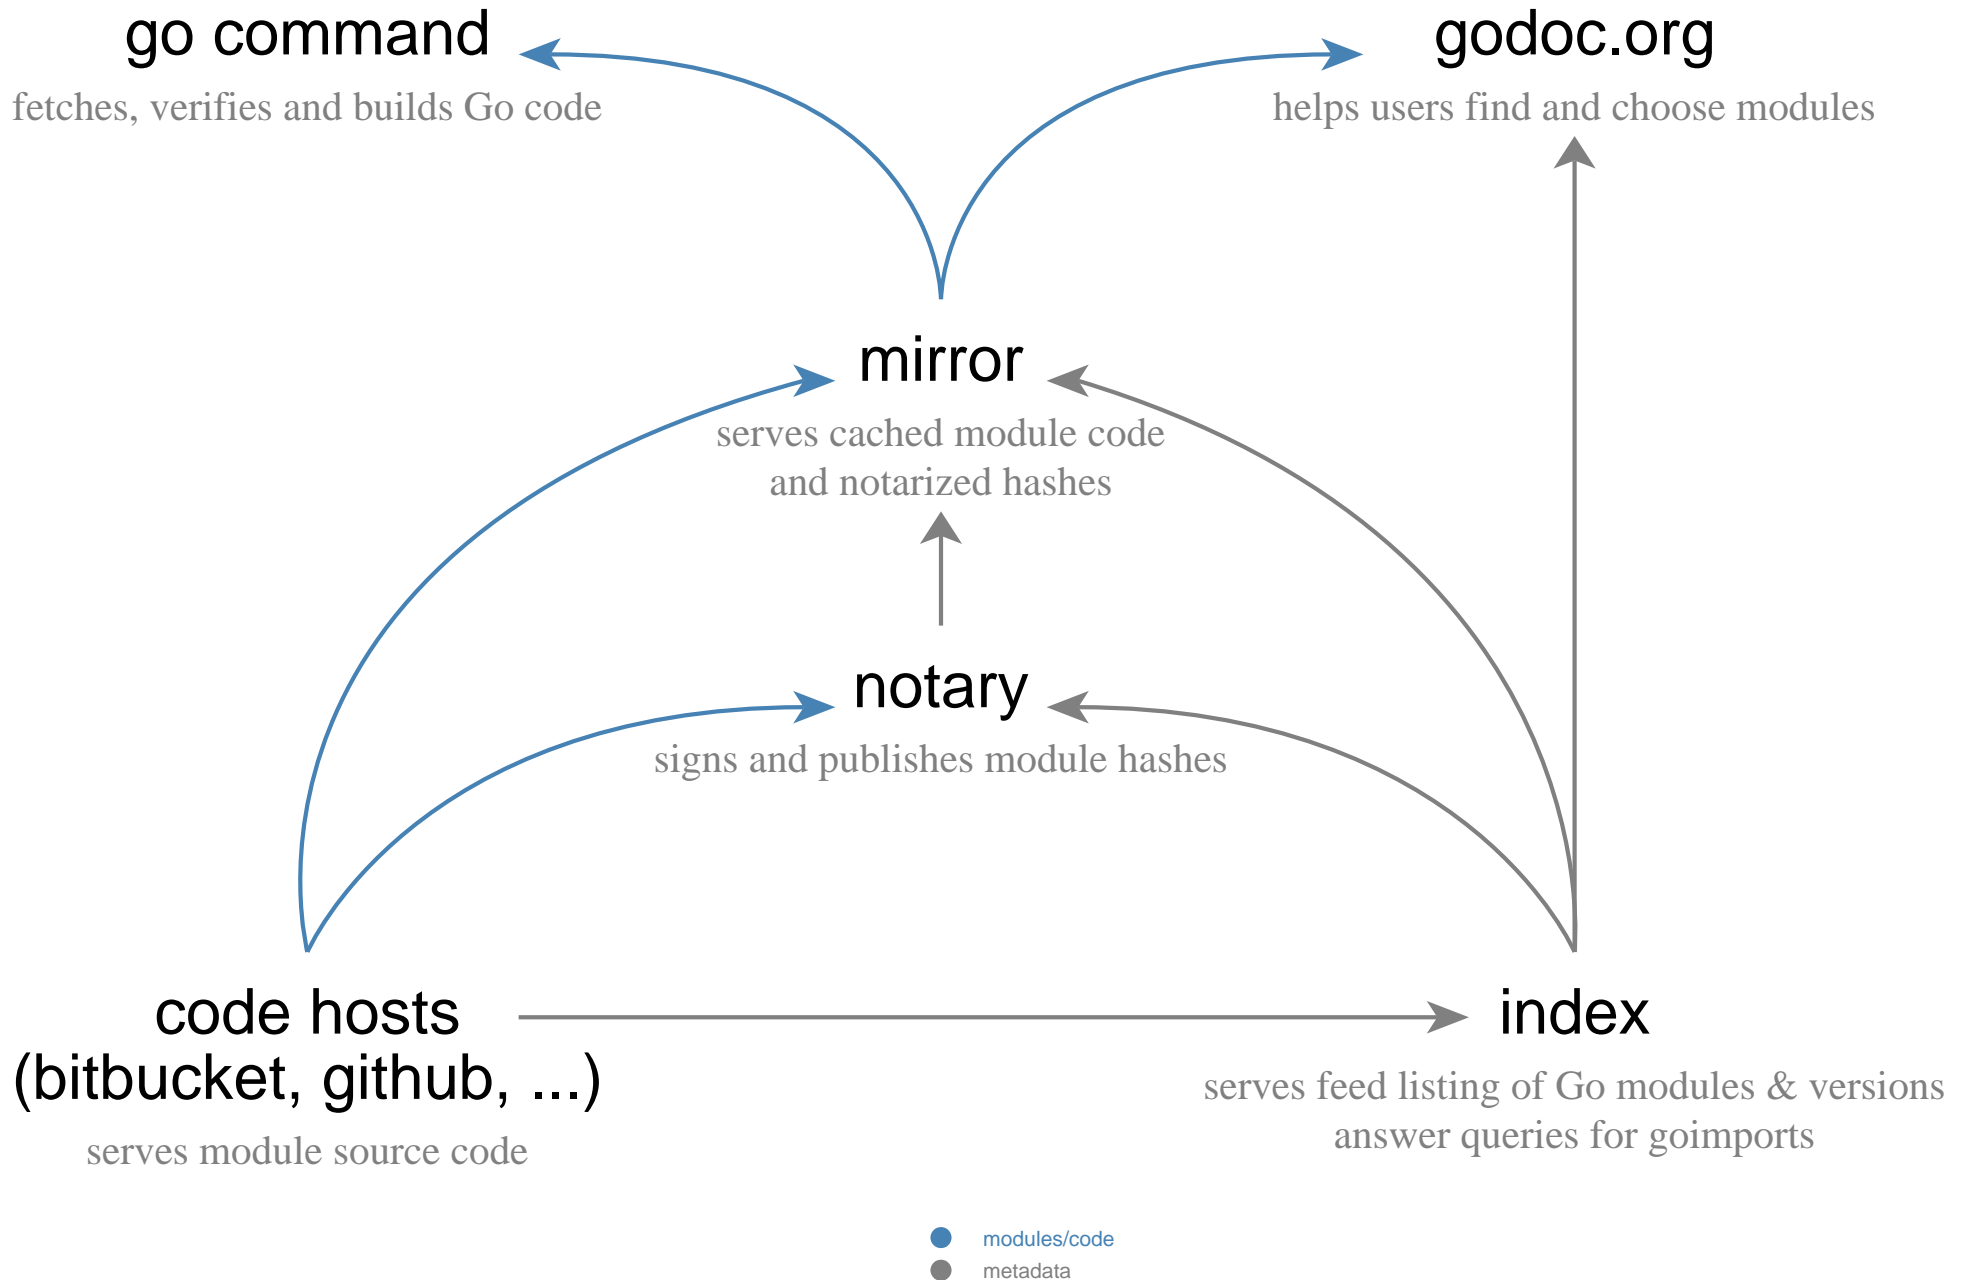 go command
fetches, verifies and builds Go code
godoc.org
helps users find and choose modules
mirror
serves cached module code
and notarized hashes
notary
signs and publishes module hashes
code hosts
(bitbucket, github, ...)
serves module source code
index
serves feed listing of Go modules & versions
answer queries for goimports
modules/code
metadata